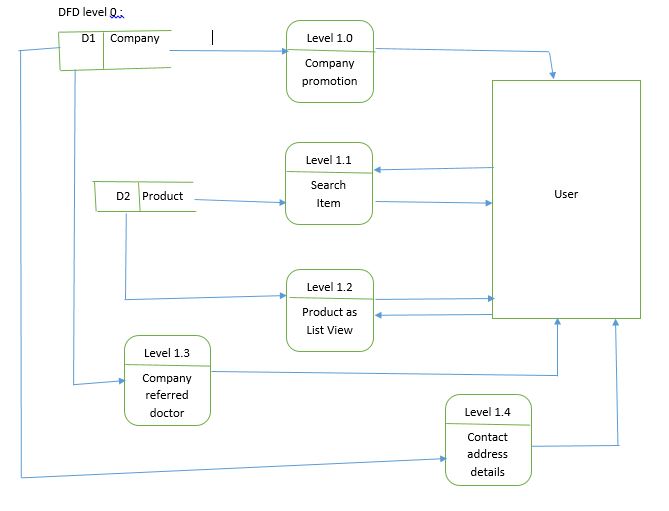 DFD level 0 :
D1 Company
Level 1.0
Company
promotion
Level 1.1
Search
Item
D2 Product
User
Level 1.2
Product as
List View
Level 1.3
Company
referred
doctor
Level 1.4
Contact
address
details